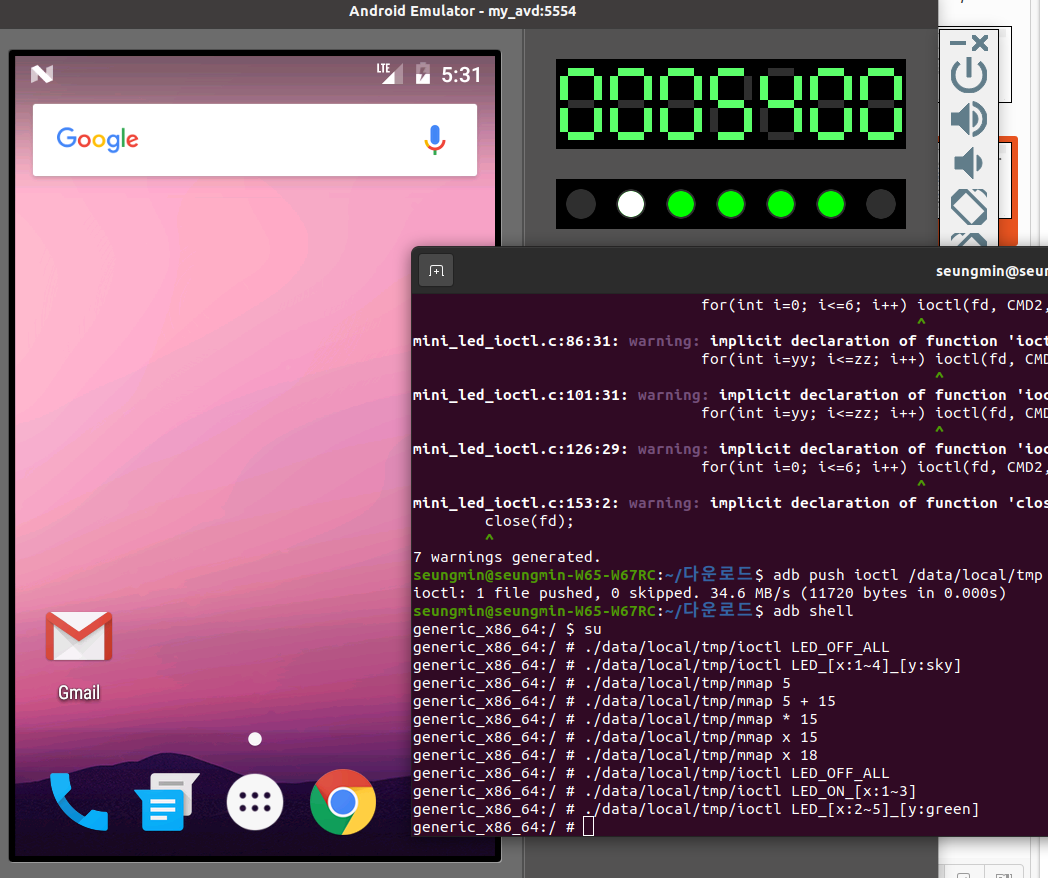 Android Emulator - my_avd:5554
LTE 5:31
Google
0005400
seungmin@seun
for(int i=0; i<=6; i++) ioctl(fd, CMD2,
^
mini_led_ioctl.c:86:31: warning: implicit declaration of function 'ioct
for(int i=yy; i<=zz; i++) ioctl(fd, CMD
^
mini_led_ioctl.c:101:31: warning: implicit declaration of function 'ioc
for(int i=yy; i<=zz; i++) ioctl(fd, CMD
^
mini_led_ioctl.c:126:29: warning: implicit declaration of function 'ioc
for(int i=0; i<=6; i++) ioctl(fd, CMD2,
^
mini_led_ioctl.c:153:2: warning: implicit declaration of function 'clos
close(fd);
^
7 warnings generated.
seungmin@seungmin-W65-W67RC:~/다운로드$ adb push ioctl /data/local/tmp
ioctl: 1 file pushed, 0 skipped. 34.6 MB/s (11720 bytes in 0.000s)
seungmin@seungmin-W65-W67RC:~/다운로드$ adb shell
generic_x86_64:/ $ su
generic_x86_64:/ # ./data/local/tmp/ioctl LED_OFF_ALL
generic_x86_64:/ # ./data/local/tmp/ioctl LED_[x:1~4]_[y:sky]
generic_x86_64:/ # ./data/local/tmp/mmap 5
generic_x86_64:/ # ./data/local/tmp/mmap 5 + 15
generic_x86_64:/ # ./data/local/tmp/mmap * 15
generic_x86_64:/ # ./data/local/tmp/mmap x 15
generic_x86_64:/ # ./data/local/tmp/mmap x 18
generic_x86_64:/ # ./data/local/tmp/ioctl LED_OFF_ALL
generic_x86_64:/ # ./data/local/tmp/ioctl LED_ON_[x:1~3]
generic_x86_64:/ # ./data/local/tmp/ioctl LED_[x:2~5]_[y:green]
generic_x86_64:/ #
Gmail